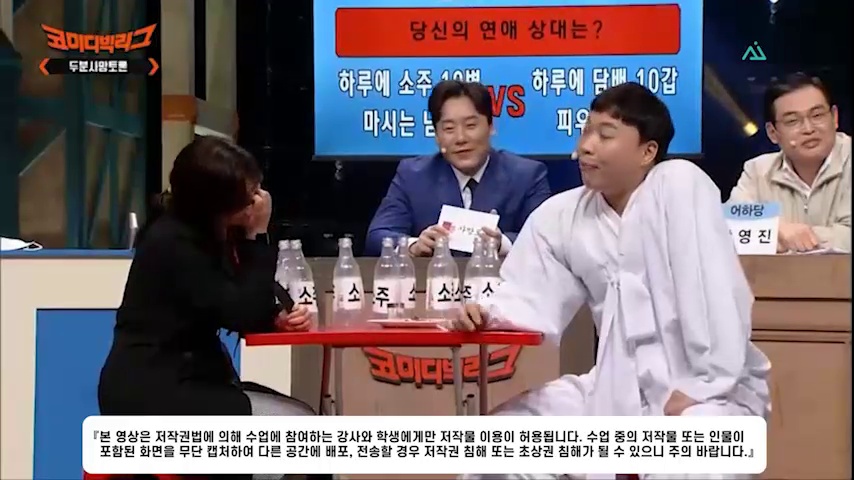 코미디빅리그
두분사망토론
당신의 연애 상대는?
하루에 소주 10병
마시는
VS
하루에 담배 10갑
피우
사망
어하당
영진
소주
소
주
소
소
코미디빅리그
『본 영상은 저작권법에 의해 수업에 참여하는 강사와 학생에게만 저작물 이용이 허용됩니다. 수업 중의 저작물 또는 인물이
포함된 화면을 무단 캡처하여 다른 공간에 배포, 전송할 경우 저작권 침해 또는 초상권 침해가 될 수 있으니 주의 바랍니다.』